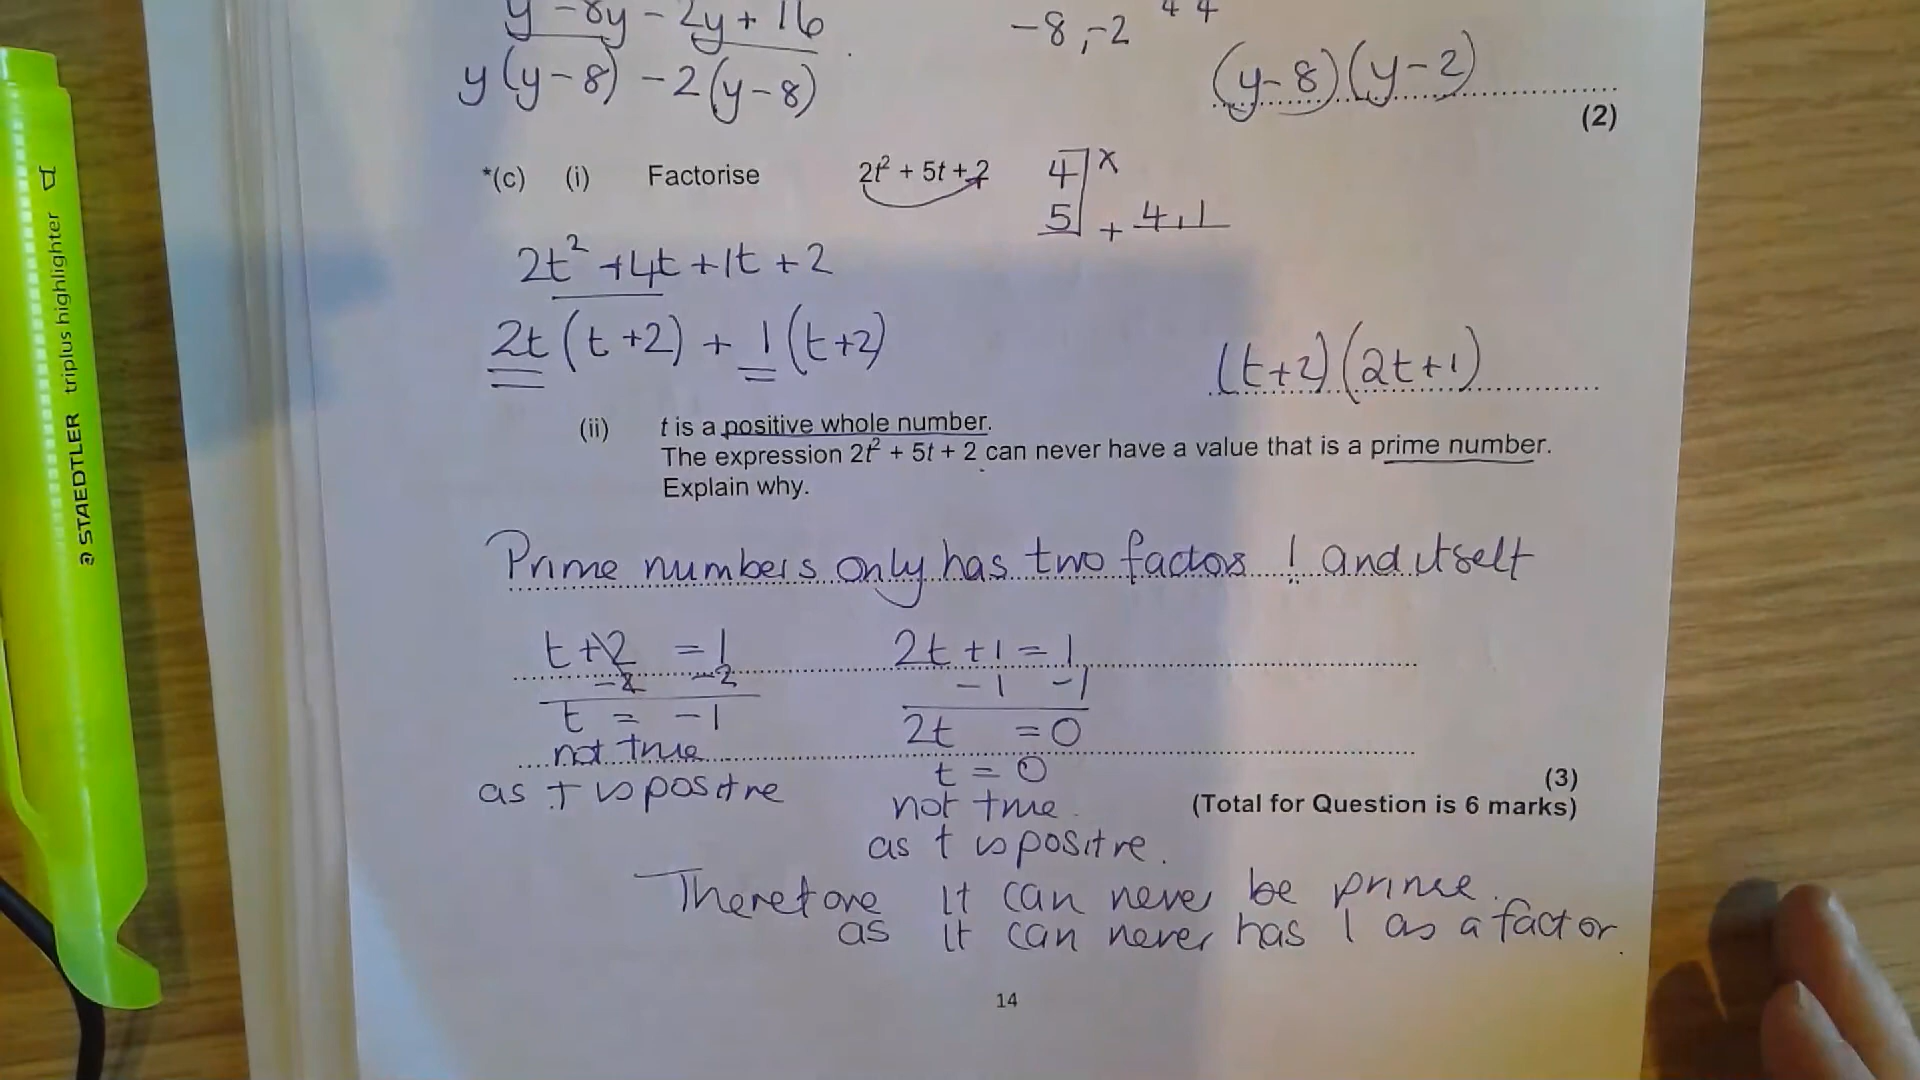 y - 8y - 2y + 16
-8, -2
4 4
y(y-8) -2(y-8)
(y-8)(y-2)
(2)
*(c) (i) Factorise 2t² + 5t + 2
4 x
5 + 4,1
2t² +4t +1t +2
2t(t+2) + 1(t+2)
(t+2)(2t+1)
(ii) t is a positive whole number.
The expression 2t² + 5t + 2 can never have a value that is a prime number.
Explain why.
Prime numbers only has two factors 1 and itself
t+2 = 1
-2 -2
t = -1
not true
as t is positive
2t+1=1
-1 -1
2t =0
t = 0
not true.
as t is positive.
(3)
(Total for Question is 6 marks)
Therefore it can never be prime.
as it can never has 1 as a factor.
14
STAEDTLER triplus highlighter